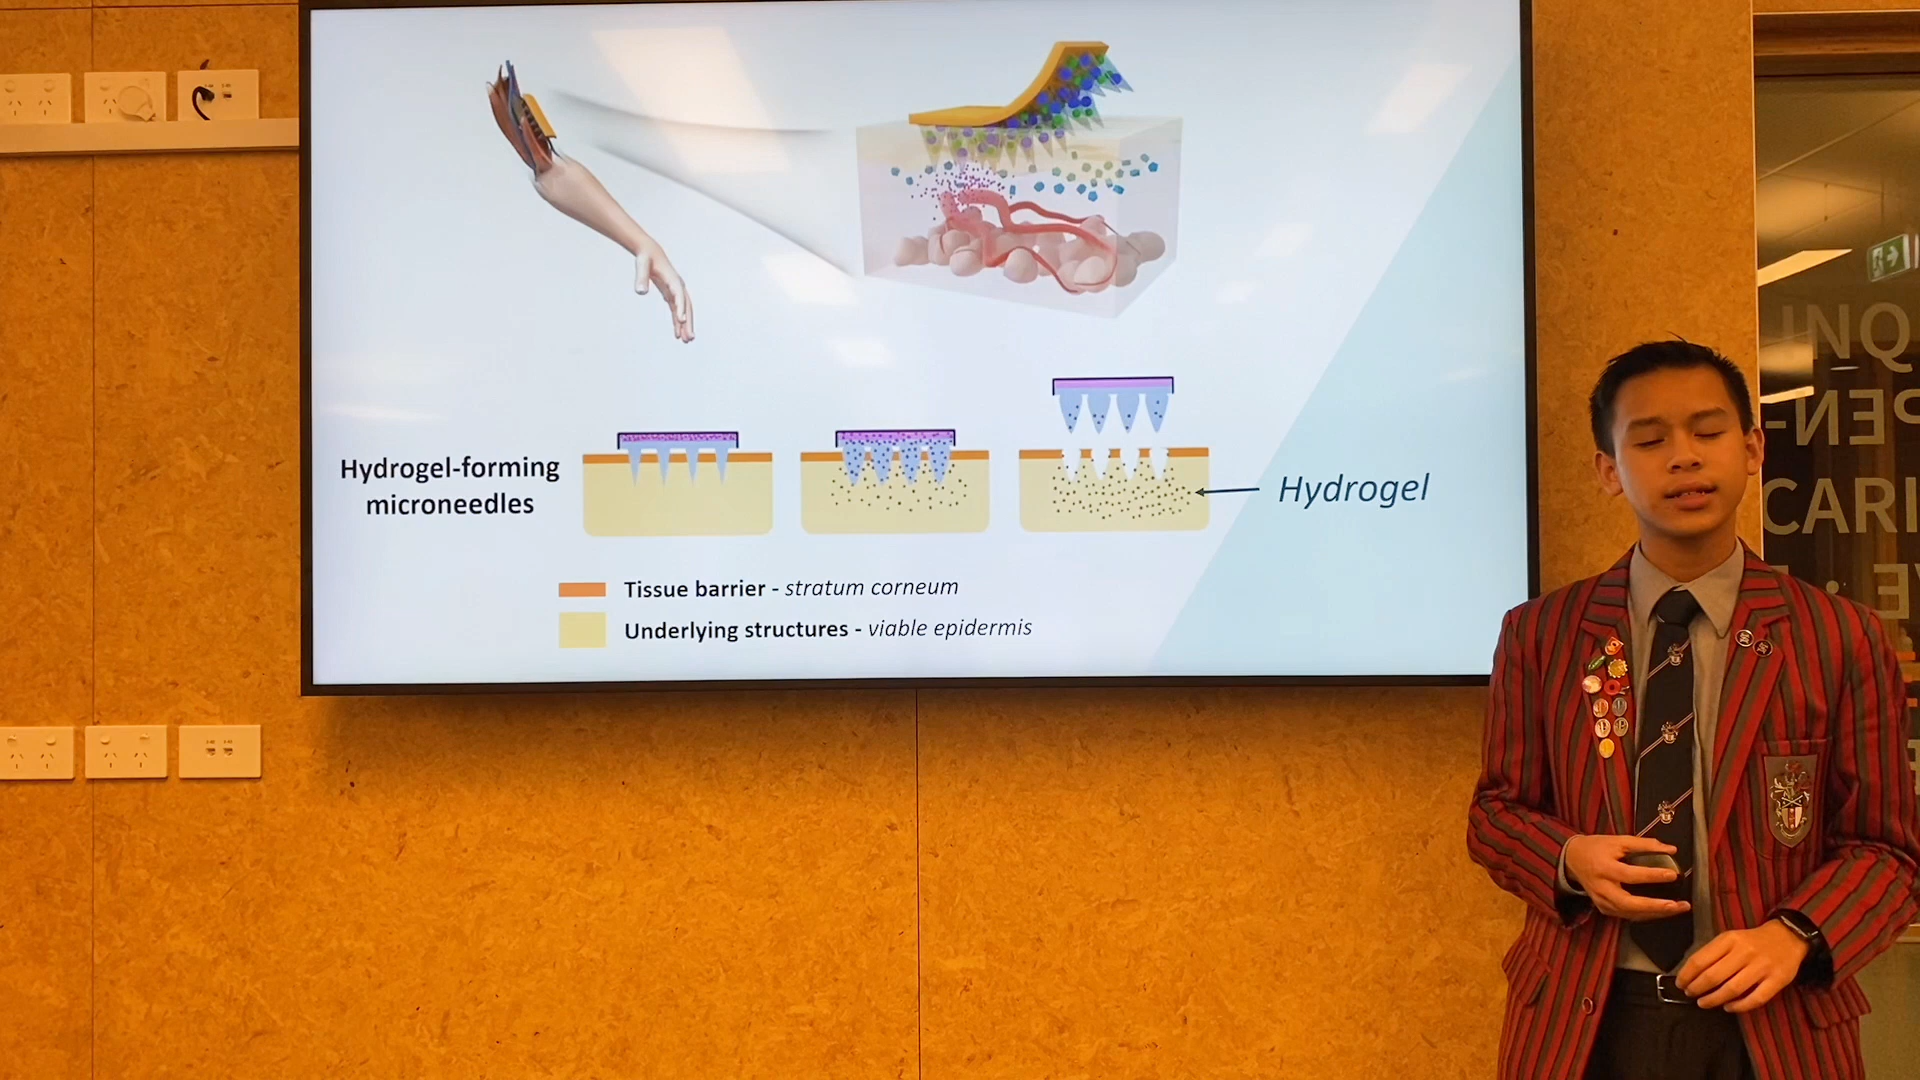 Hydrogel-forming
microneedles
Hydrogel
Tissue barrier - stratum corneum
Underlying structures - viable epidermis